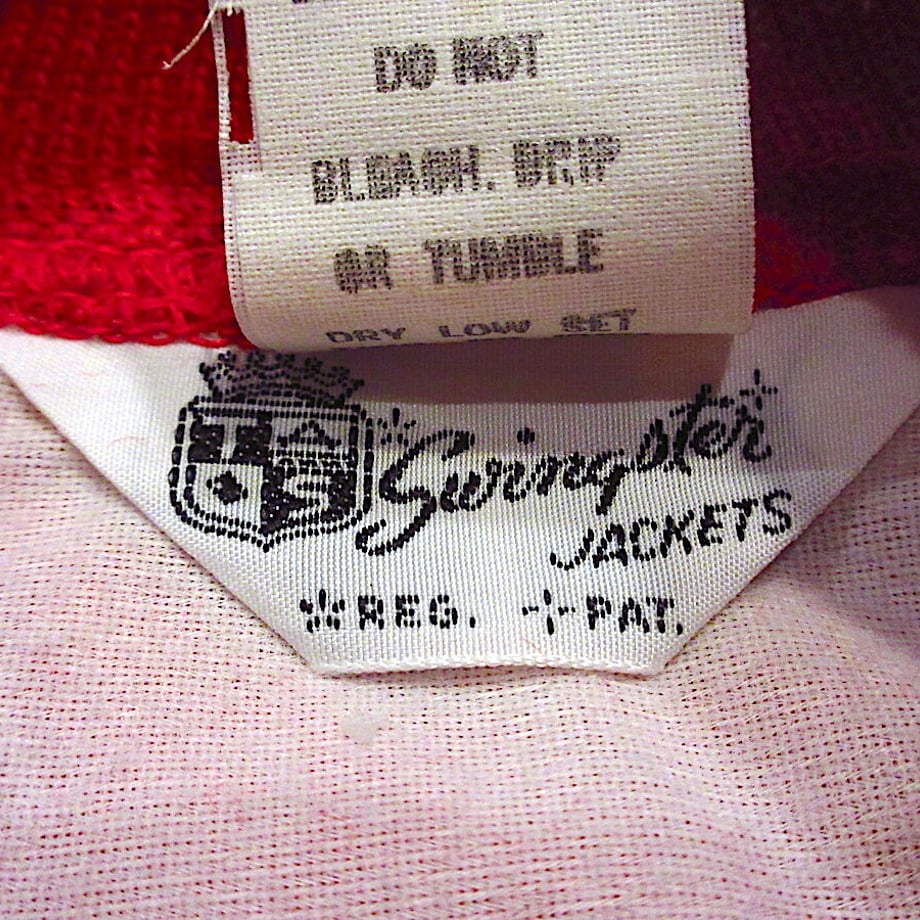 DO NOT
BLEACH. DRIP
OR TUMBLE
DRY LOW SET
*Swingster+
JACKETS
*REG. +PAT.